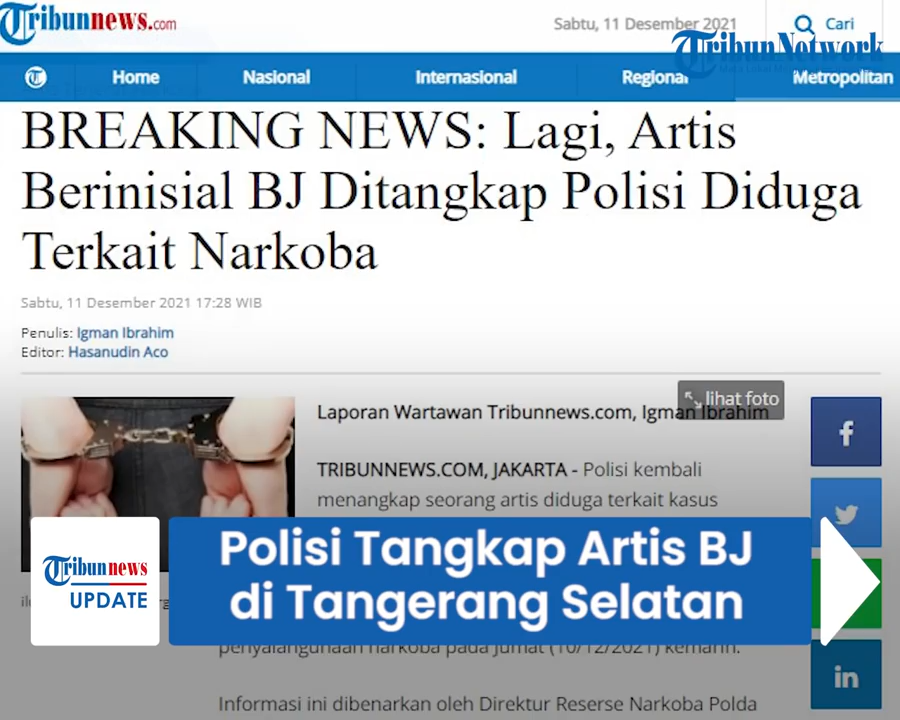 Tribunnews.com
Sabtu, 11 Desember 2021
Cari
TribunNetwork
Home
Nasional
Internasional
Regional
Metropolitan
BREAKING NEWS: Lagi, Artis
Berinisial BJ Ditangkap Polisi Diduga
Terkait Narkoba
Sabtu, 11 Desember 2021 17:28 WIB
Penulis: Igman Ibrahim
Editor: Hasanudin Aco
lihat foto
Laporan Wartawan Tribunnews.com, Igman Ibrahim
TRIBUNNEWS.COM, JAKARTA - Polisi kembali
menangkap seorang artis diduga terkait kasus
Tribunnews
UPDATE
Polisi Tangkap Artis BJ
di Tangerang Selatan
penyalangunaan narkoba pada Jumat (10/12/2021) kemarin.
Informasi ini dibenarkan oleh Direktur Reserse Narkoba Polda